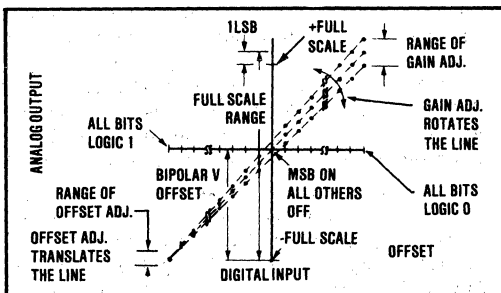 1LSB
+FULL
SCALE
RANGE OF
GAIN ADJ.
ANALOG OUTPUT
FULL SCALE
RANGE
GAIN ADJ.
ROTATES
THE LINE
ALL BITS
LOGIC 1
BIPOLAR V
OFFSET
MSB ON
ALL OTHERS
OFF
ALL BITS
LOGIC 0
RANGE OF
OFFSET ADJ.
OFFSET ADJ.
TRANSLATES
THE LINE
-FULL SCALE
OFFSET
DIGITAL INPUT